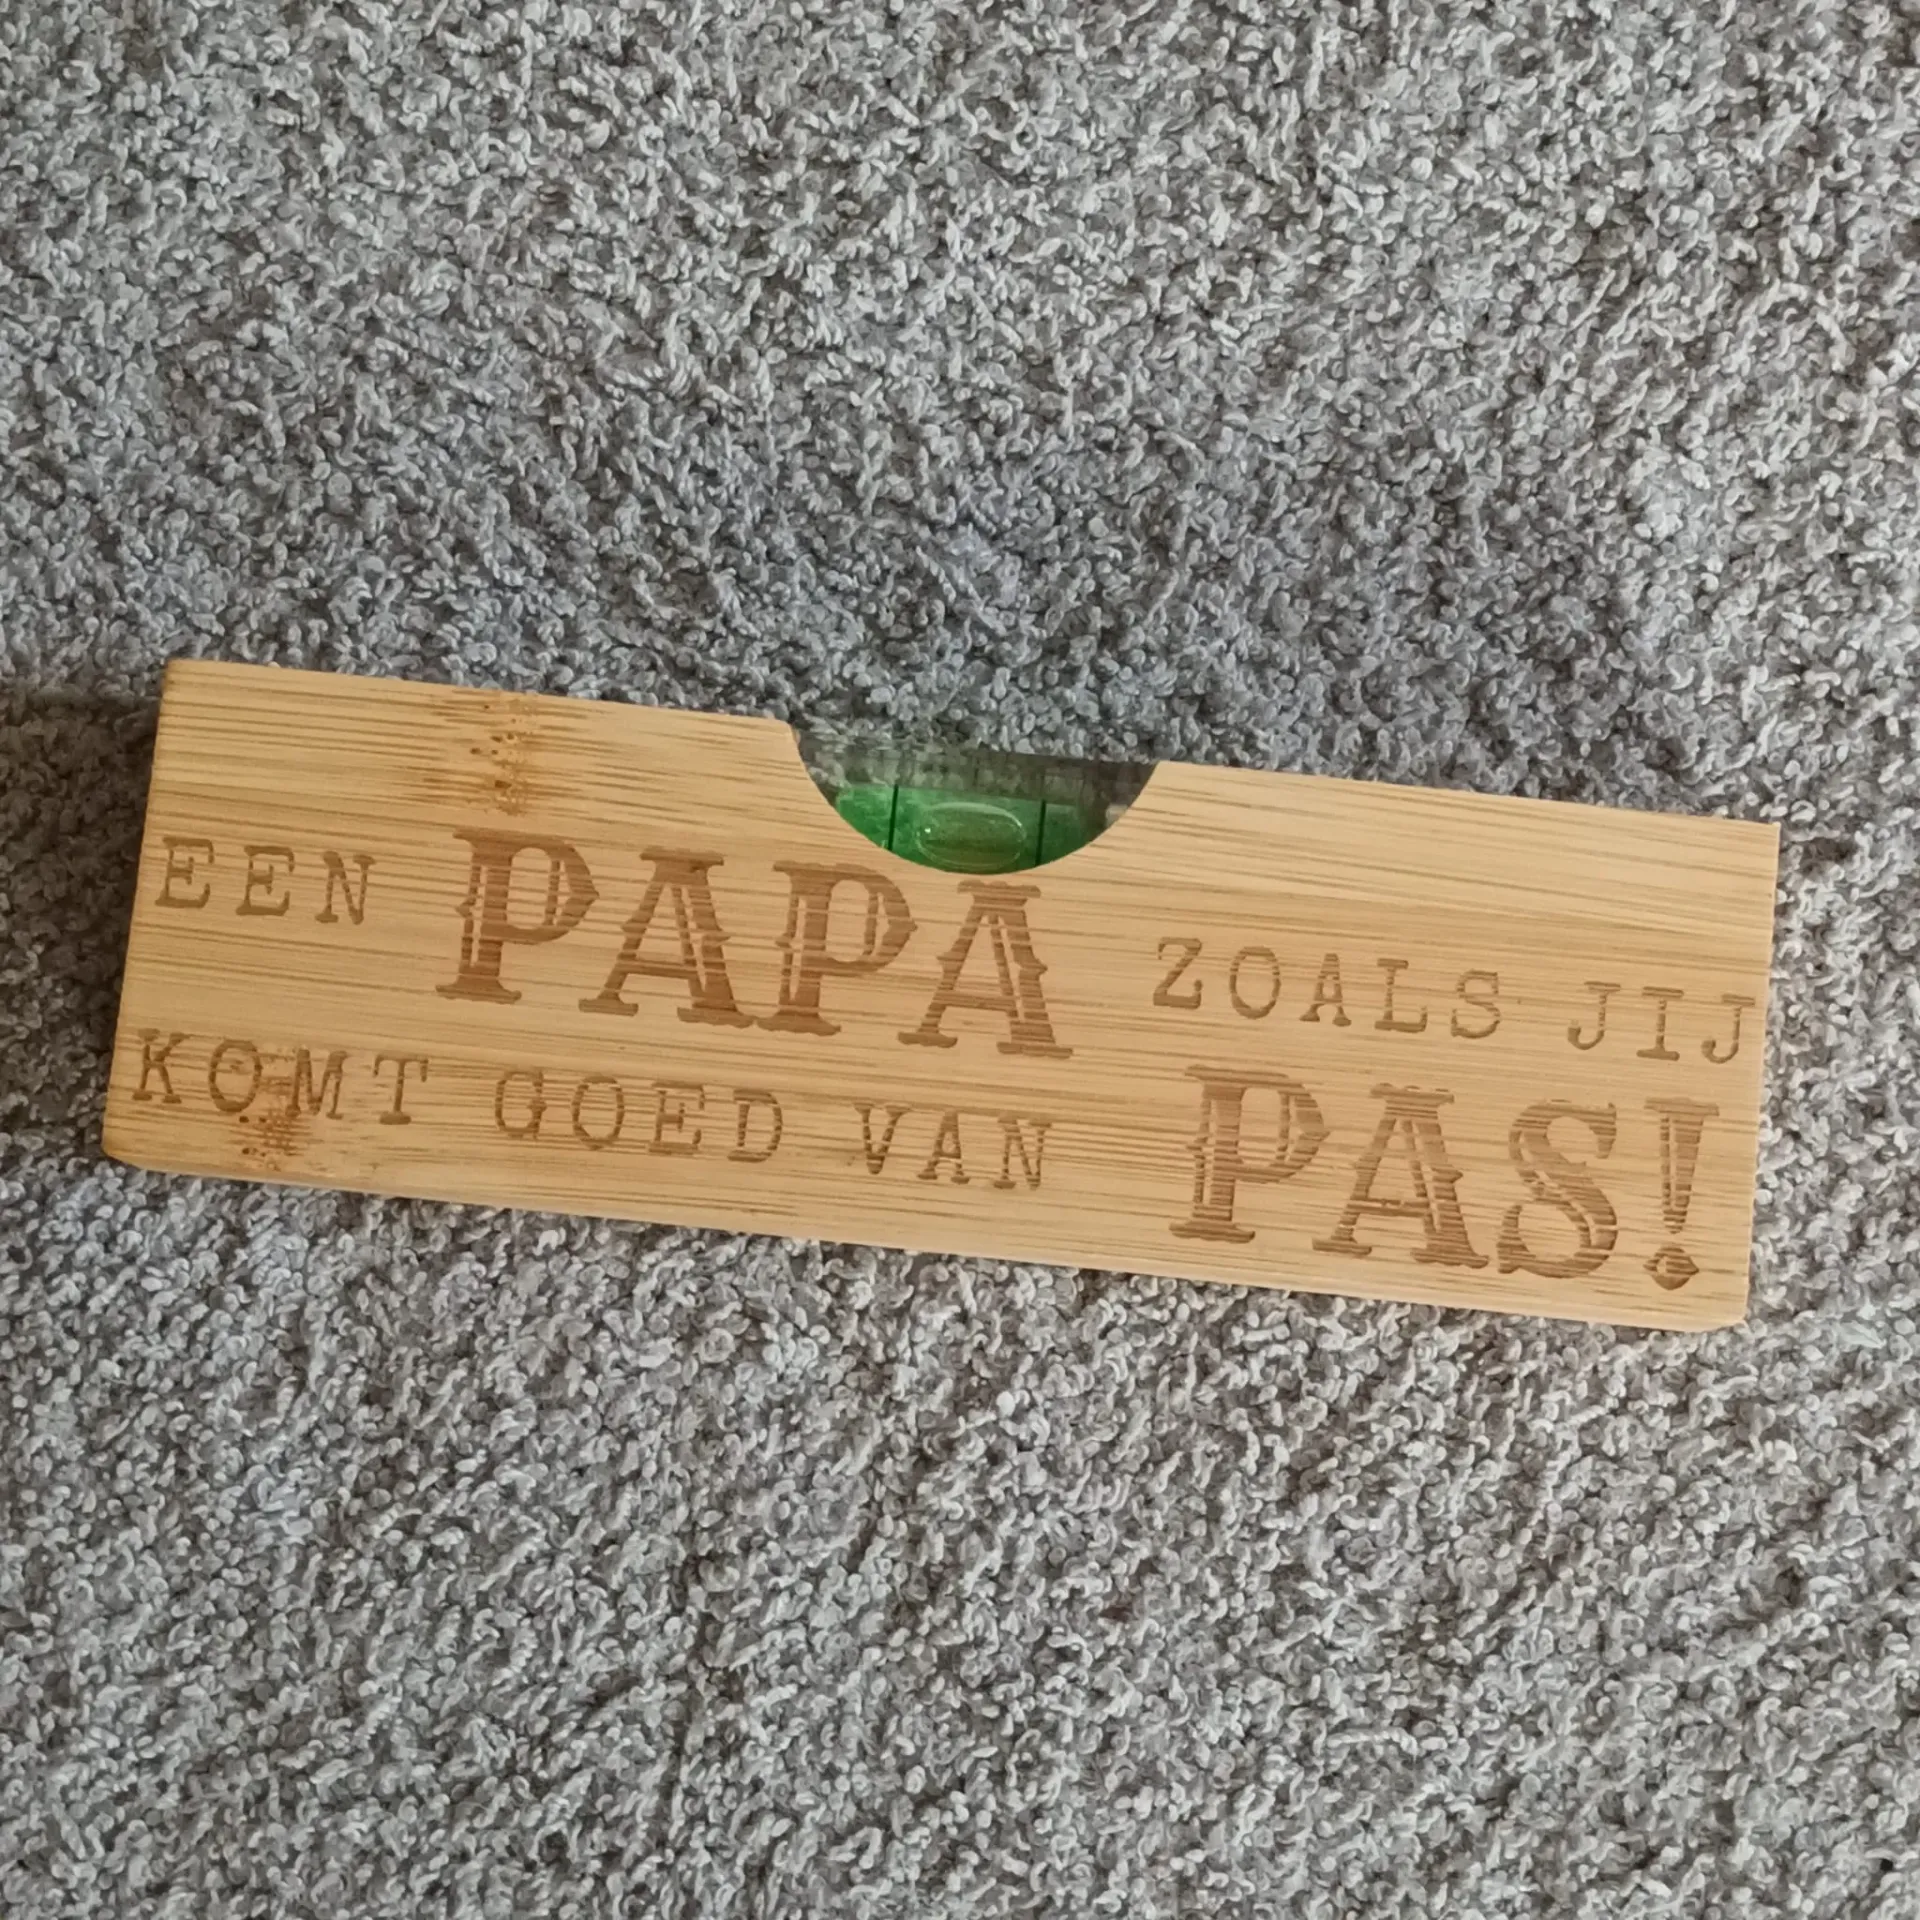 EEN PAPA ZOALS JIJ
KOMT GOED VAN PAS!